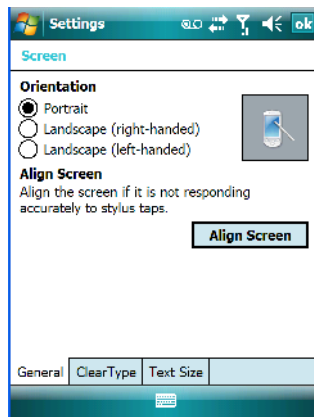 Settings
ok
Screen
Orientation
Portrait
Landscape (right-handed)
Landscape (left-handed)
Align Screen
Align the screen if it is not responding
accurately to stylus taps.
Align Screen
General ClearType Text Size